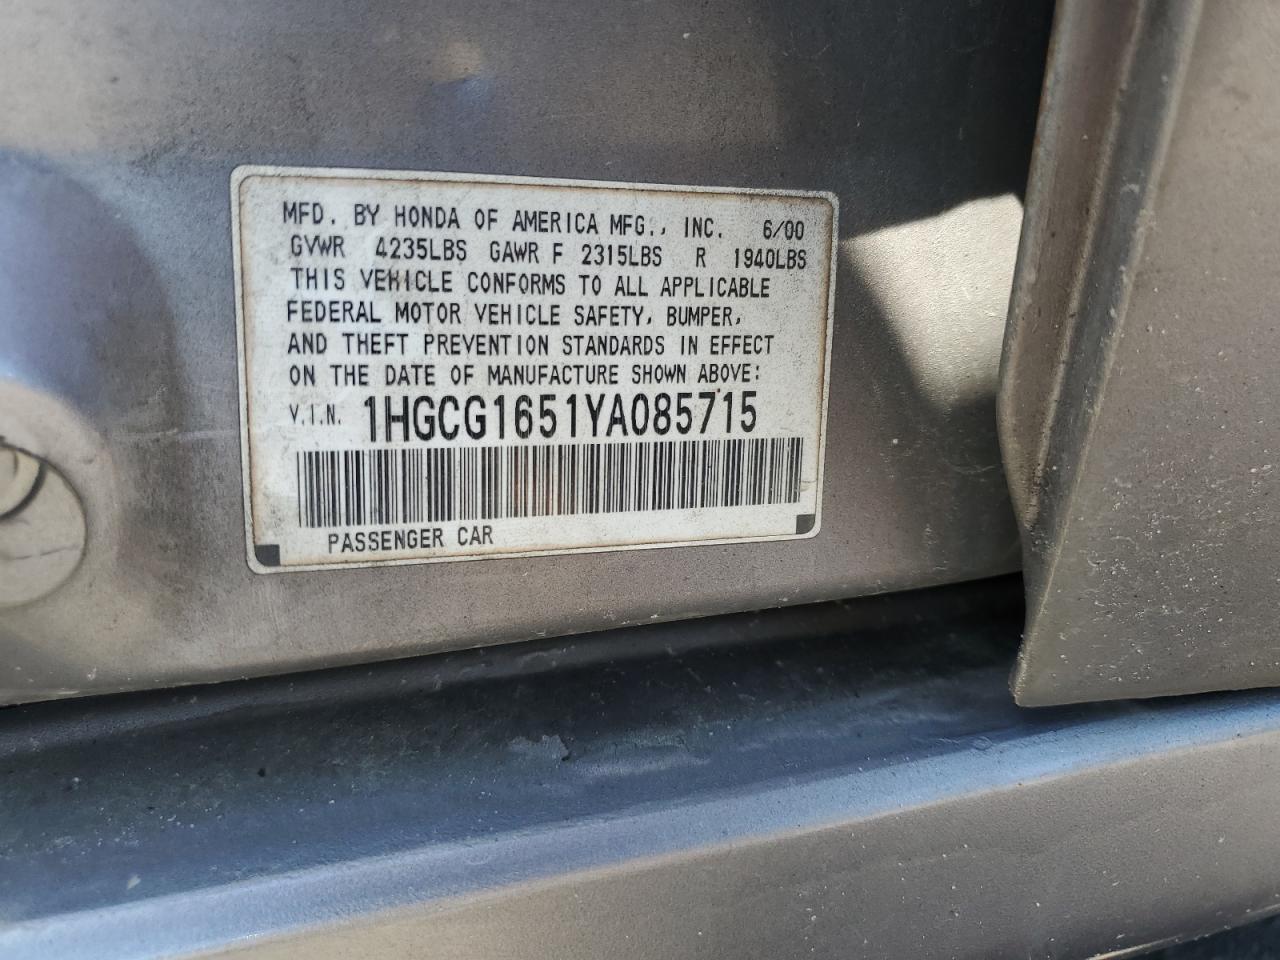 MFD. BY HONDA OF AMERICA MFG., INC. 6/00
GVWR 4235LBS GAWR F 2315LBS R 1940LBS
THIS VEHICLE CONFORMS TO ALL APPLICABLE
FEDERAL MOTOR VEHICLE SAFETY, BUMPER,
AND THEFT PREVENTION STANDARDS IN EFFECT
ON THE DATE OF MANUFACTURE SHOWN ABOVE:
V.I.N. 1HGCG1651YA085715
PASSENGER CAR